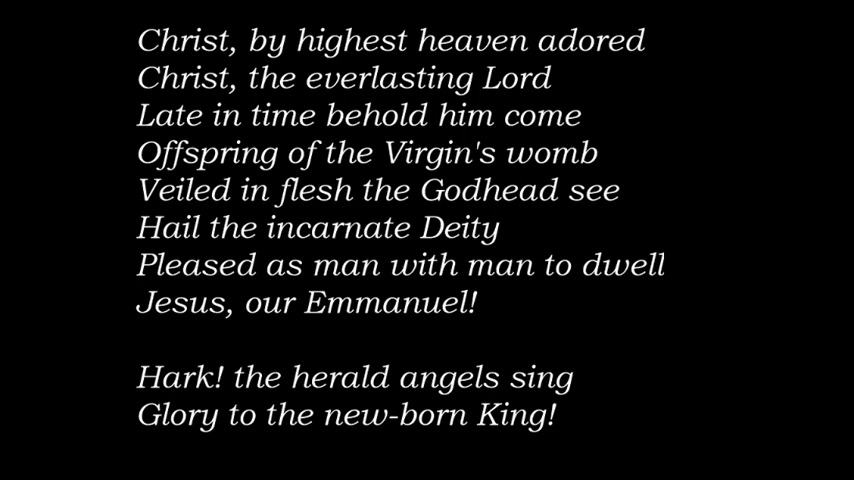 Christ, by highest heaven adored
Christ, the everlasting Lord
Late in time behold him come
Offspring of the Virgin's womb
Veiled in flesh the Godhead see
Hail the incarnate Deity
Pleased as man with man to dwell
Jesus, our Emmanuel!
Hark! the herald angels sing
Glory to the new-born King!